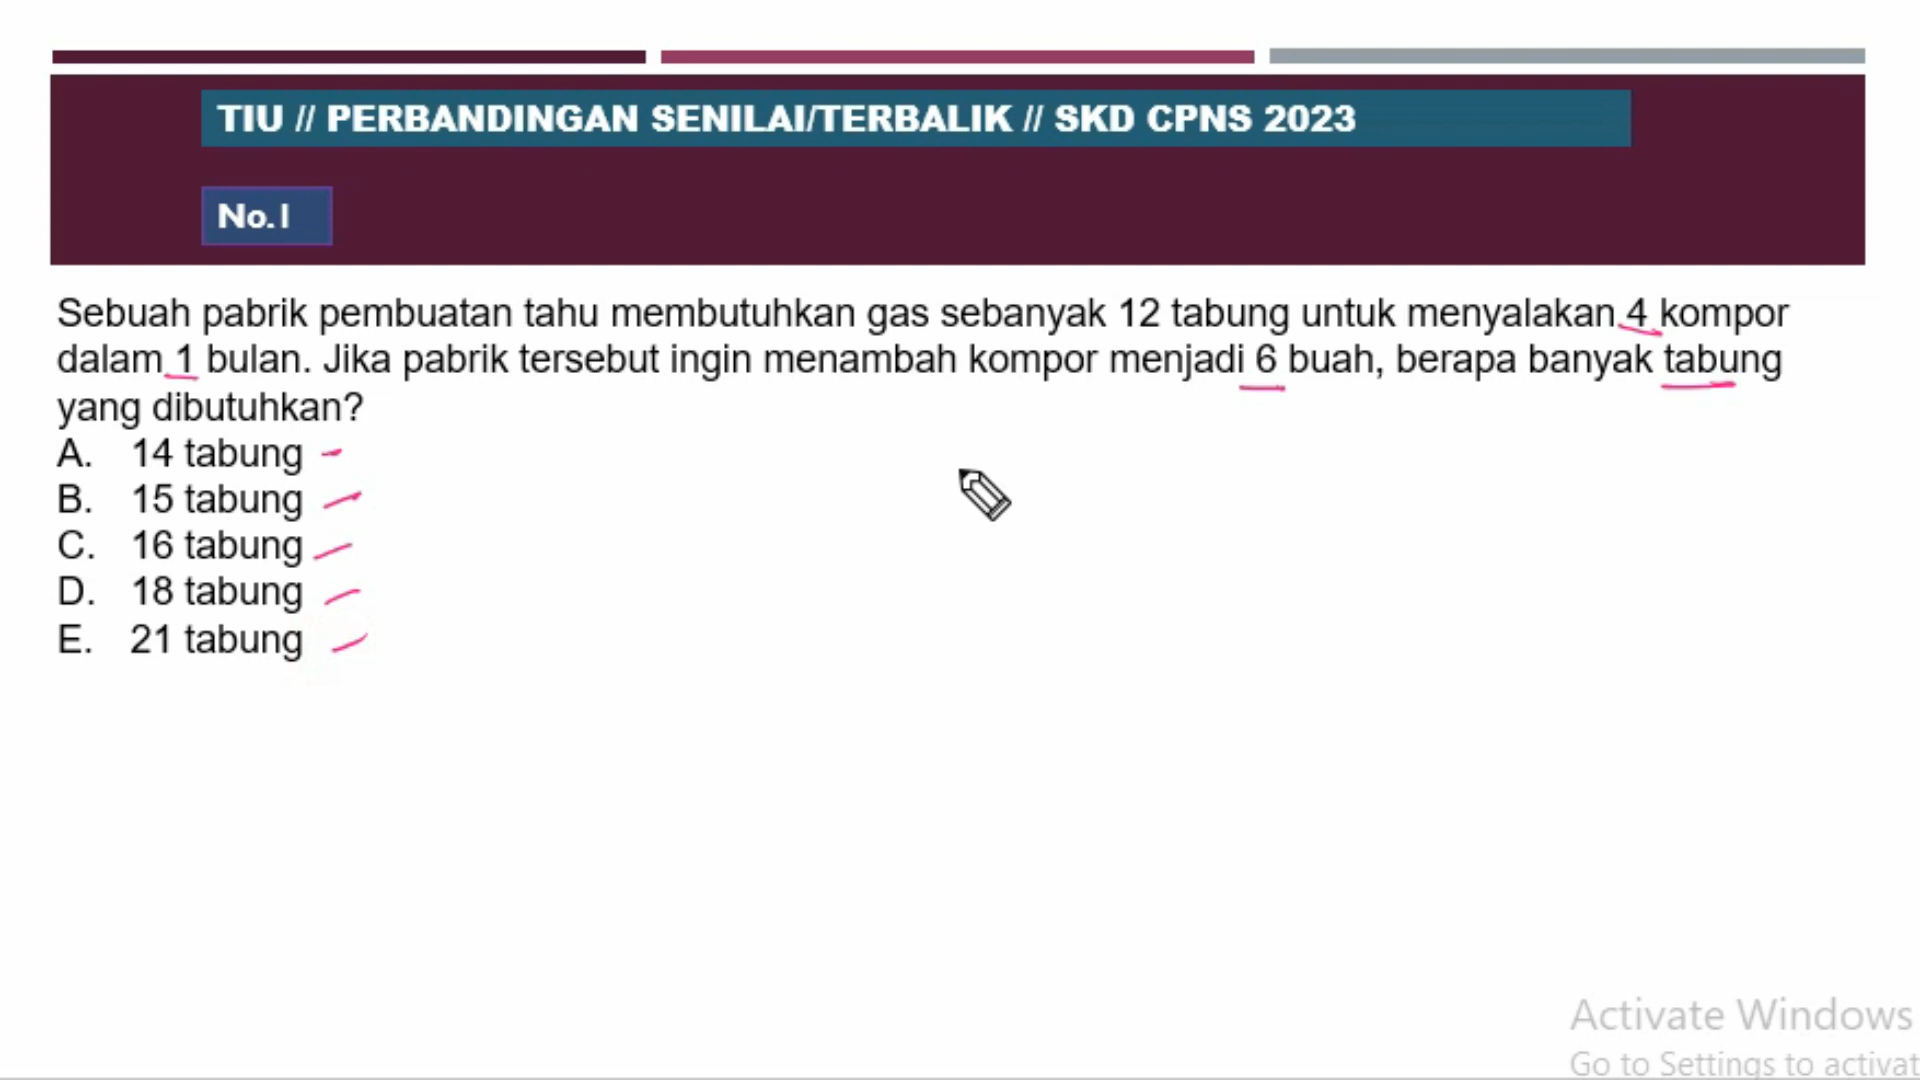 TIU // PERBANDINGAN SENILAI/TERBALIK // SKD CPNS 2023
No.1
Sebuah pabrik pembuatan tahu membutuhkan gas sebanyak 12 tabung untuk menyalakan 4 kompor
dalam 1 bulan. Jika pabrik tersebut ingin menambah kompor menjadi 6 buah, berapa banyak tabung
yang dibutuhkan?
A. 14 tabung
B. 15 tabung
C. 16 tabung
D. 18 tabung
E. 21 tabung
Activate Windows
Go to Settings to activat